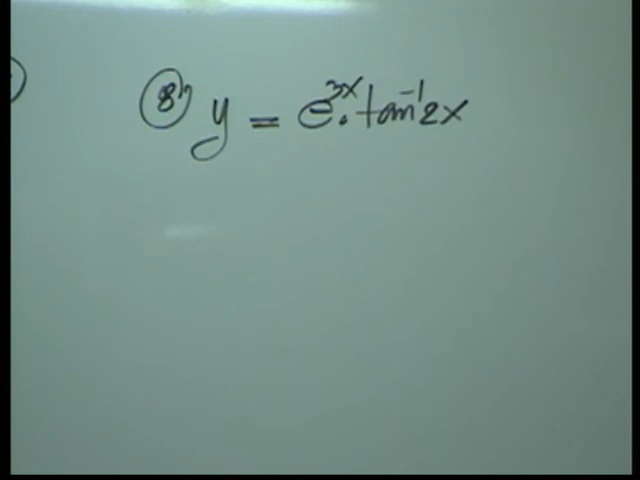 8) y = e^{3x} . tan^{-1} 2x